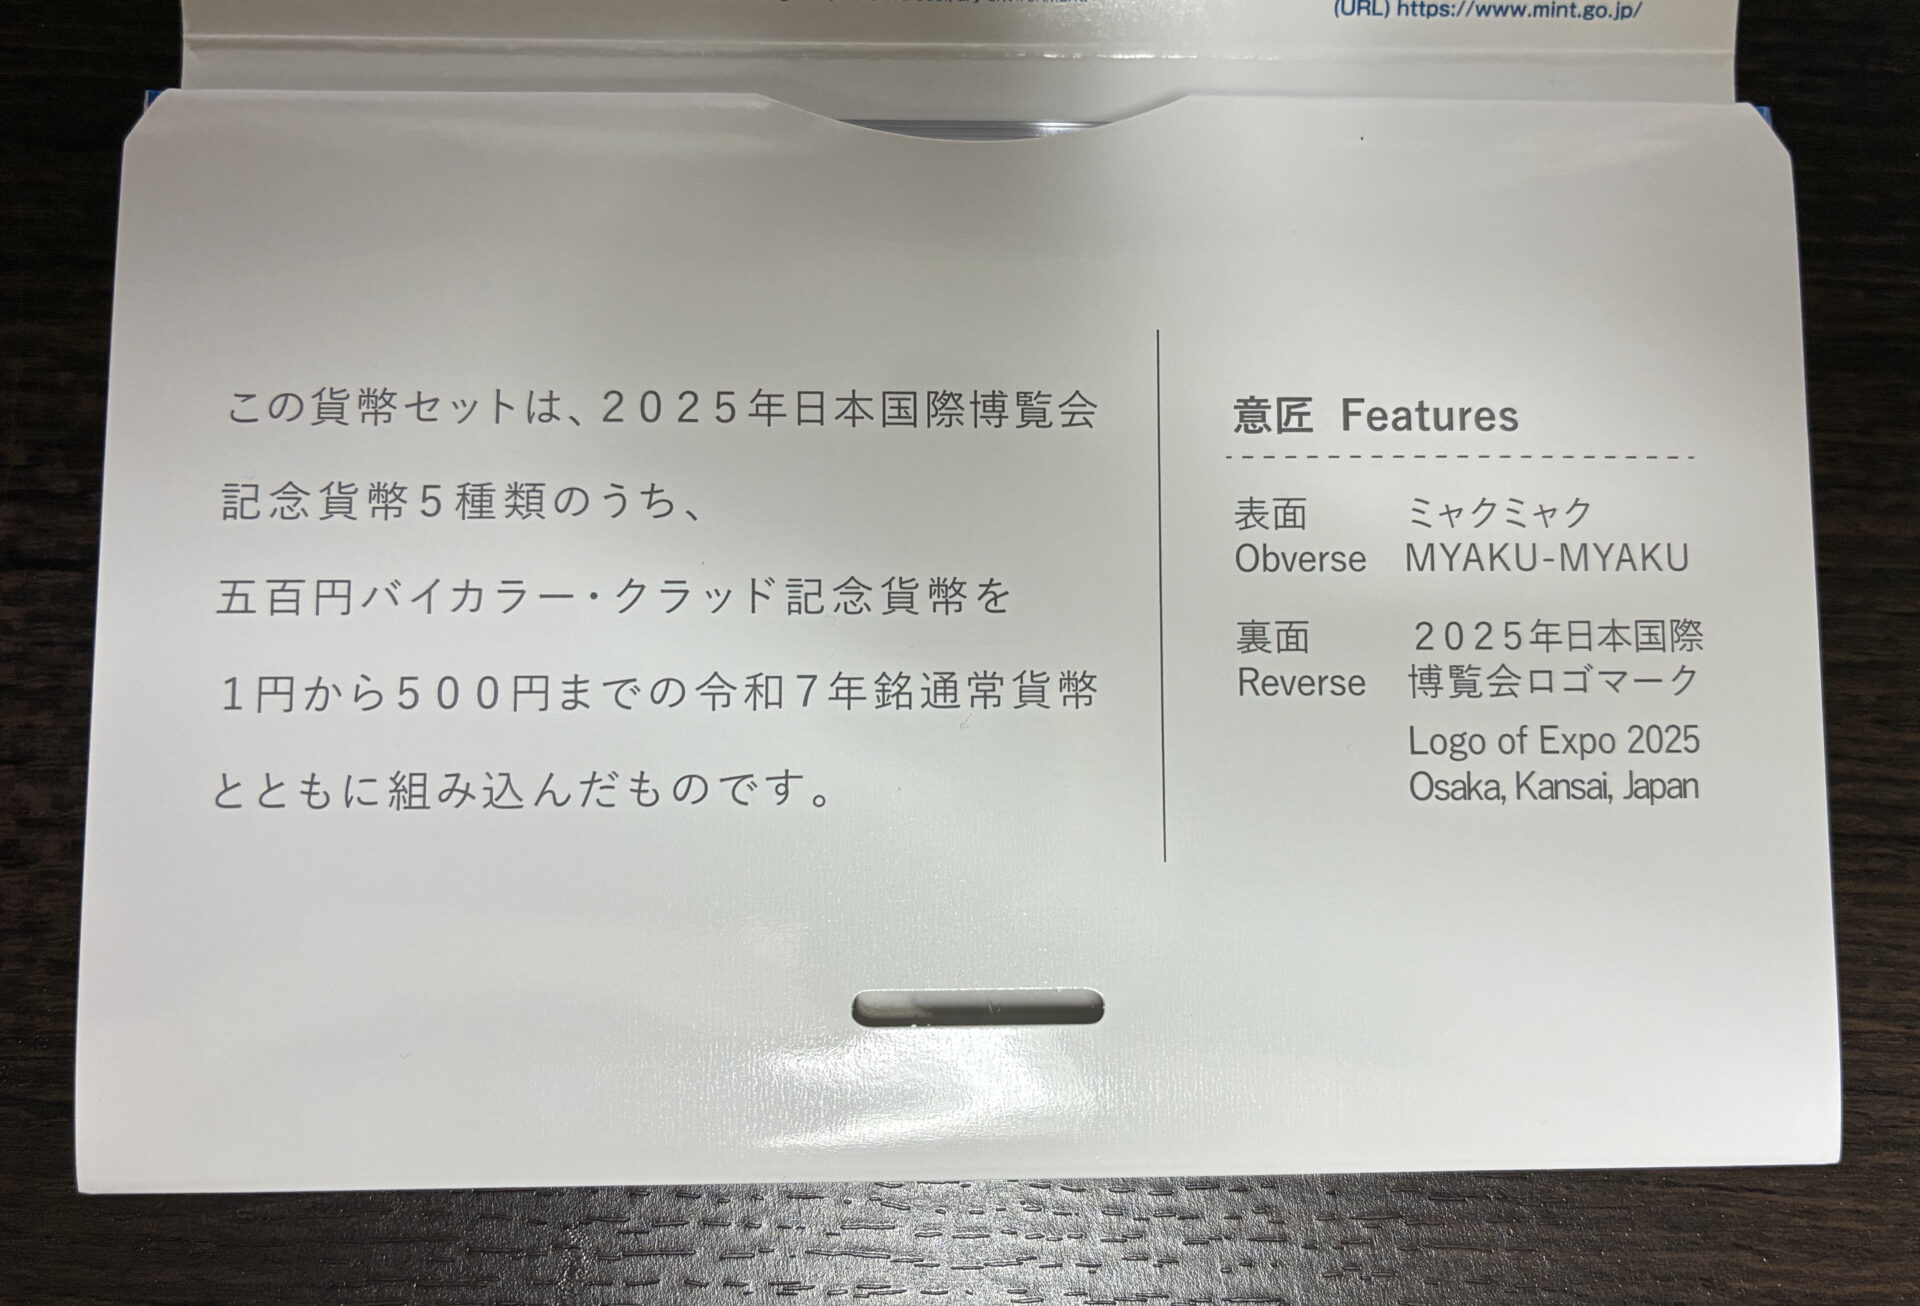 environment.
(URL) https://www.mint.go.jp/
この貨幣セットは、２０２５年日本国際博覧会
記念貨幣５種類のうち、
五百円バイカラー・クラッド記念貨幣を
１円から５００円までの令和７年銘通常貨幣
とともに組み込んだものです。
意匠 Features
表面 ミャクミャク
Obverse MYAKU-MYAKU
裏面 ２０２５年日本国際
Reverse 博覧会ロゴマーク
Logo of Expo 2025
Osaka, Kansai, Japan